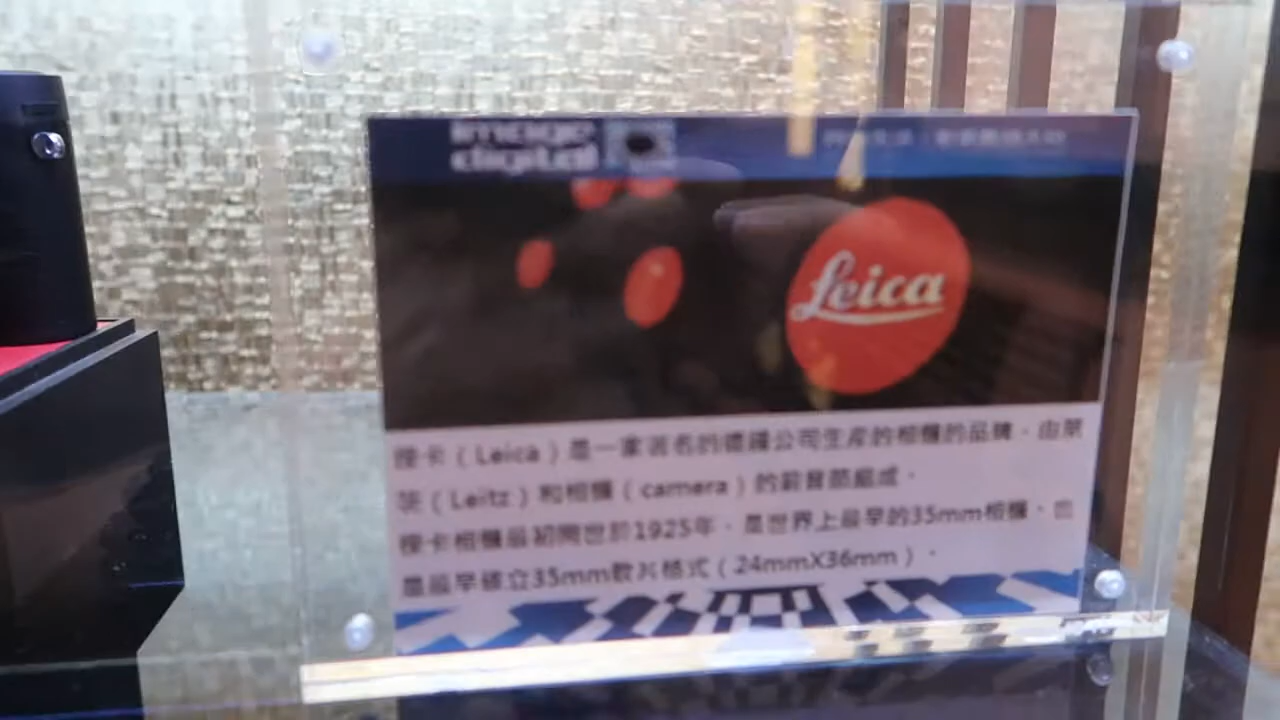 image
digital
Leica
徠卡（Leica）是一家著名的德國公司生產的相機的品牌，由萊
茨（Leitz）和相機（camera）的前音節組成。
徠卡相機最初問世於1925年，是世界上最早的35mm相機，也
是最早確立35mm軟片格式（24mmX36mm）。